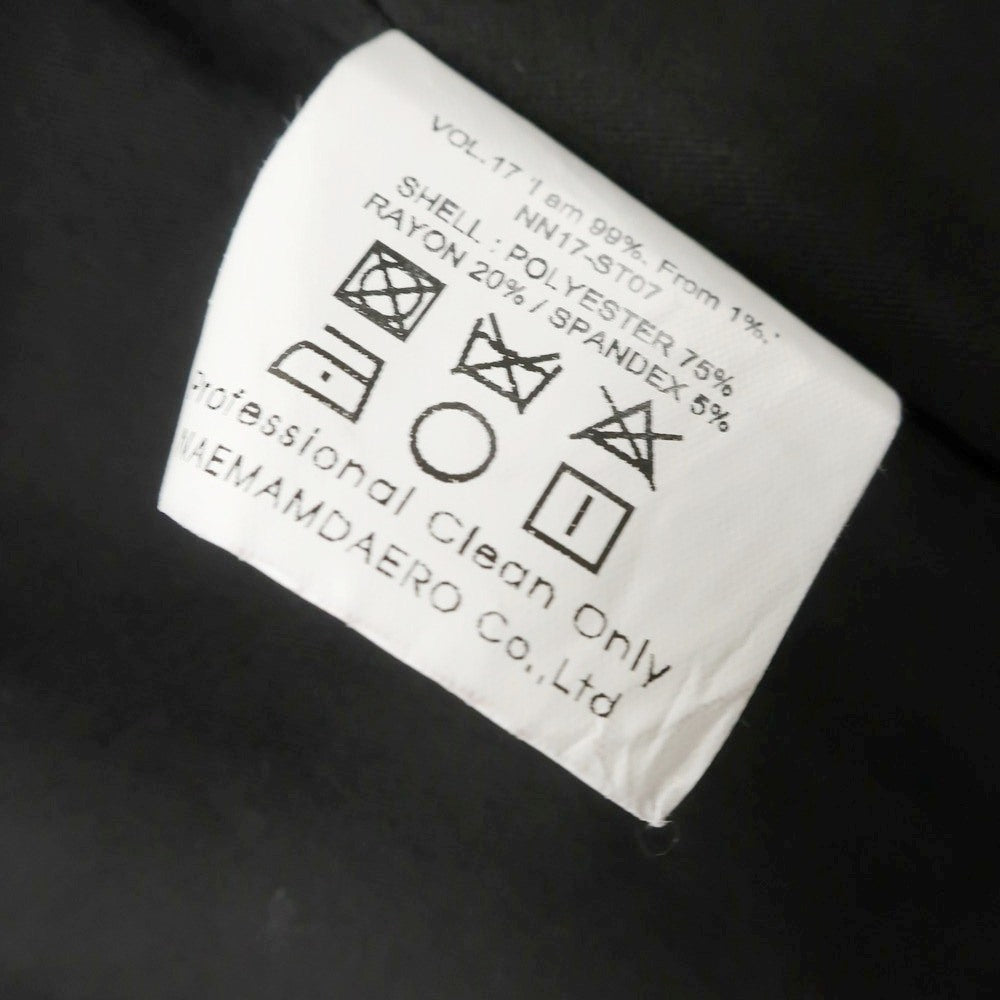 VOL.17 'I am 99%. From 1%.'
NN17-ST07
SHELL : POLYESTER 75%
RAYON 20% / SPANDEX 5%
Professional Clean Only
NAEMAMDAERO Co.,Ltd